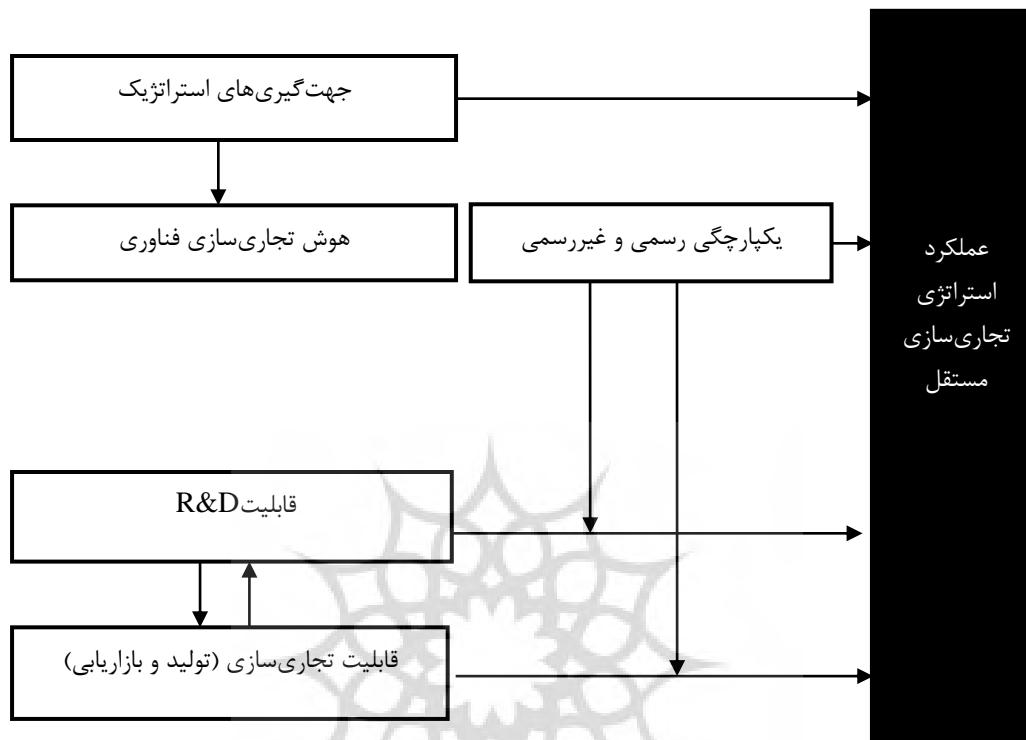 جهت‌گیری‌های استراتژیک
هوش تجاری‌سازی فناوری
یکپارچگی رسمی و غیررسمی
عملکرد
استراتژی
تجاری‌سازی
مستقل
قابلیت R&D
قابلیت تجاری‌سازی (تولید و بازاریابی)